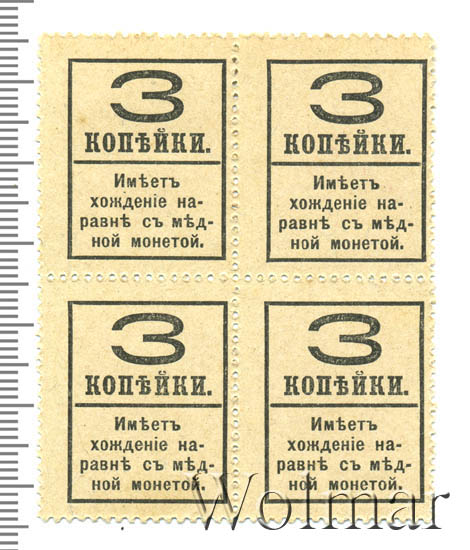 3
КОПѢЙКИ.
Имѣетъ
хожденіе на-
равнѣ съ мѣд-
ной монетой.
3
КОПѢЙКИ.
Имѣетъ
хожденіе на-
равнѣ съ мѣд-
ной монетой.
3
КОПѢЙКИ.
Имѣетъ
хожденіе на-
равнѣ съ мѣд-
ной монетой.
3
КОПѢЙКИ.
Имѣетъ
хожденіе на-
равнѣ съ мѣд-
ной монетой.
Wolmar